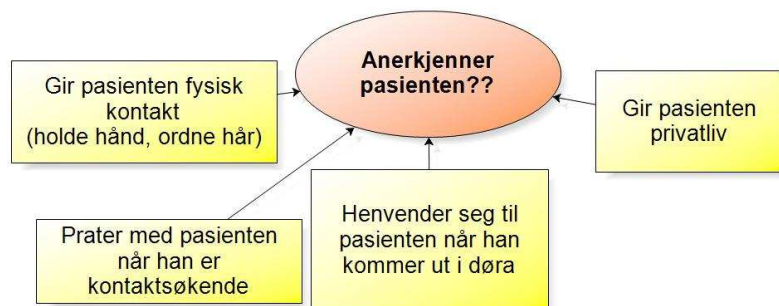 Anerkjenner
pasienten??
Gir pasienten fysisk
kontakt
(holde hånd, ordne hår)
Gir pasienten
privatliv
Prater med pasienten
når han er
kontaktsøkende
Henvender seg til
pasienten når han
kommer ut i døra